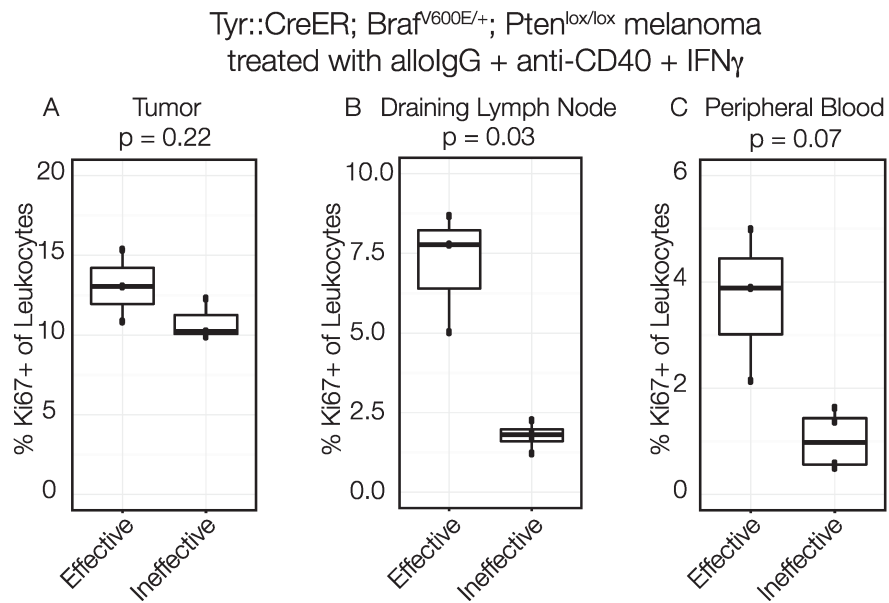 Tyr::CreER; Braf^V600E/+; Pten^lox/lox melanoma
treated with alloIgG + anti-CD40 + IFNγ
A Tumor
p = 0.22
% Ki67+ of Leukocytes
20
15
10
5
0
Effective
Ineffective
B Draining Lymph Node
p = 0.03
% Ki67+ of Leukocytes
10.0
7.5
5.0
2.5
0.0
Effective
Ineffective
C Peripheral Blood
p = 0.07
% Ki67+ of Leukocytes
6
4
2
0
Effective
Ineffective